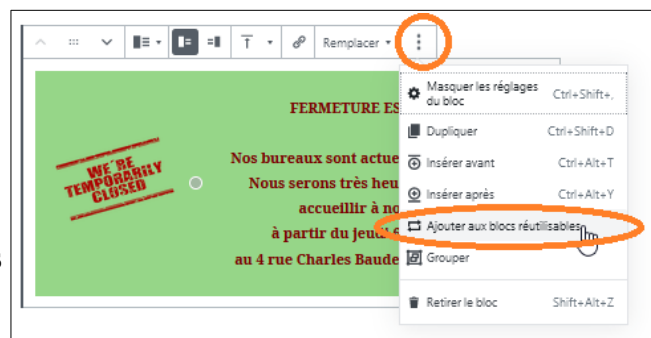 Remplacer
Masquer les réglages du bloc Ctrl+Shift+,
Dupliquer Ctrl+Shift+D
Insérer avant Ctrl+Alt+T
Insérer après Ctrl+Alt+Y
Ajouter aux blocs réutilisables
Grouper
Retirer le bloc Shift+Alt+Z
WE'RE
TEMPORARILY
CLOSED
FERMETURE ES
Nos bureaux sont actue
Nous serons très heu
accueillir à no
à partir du jeudi
au 4 rue Charles Baude